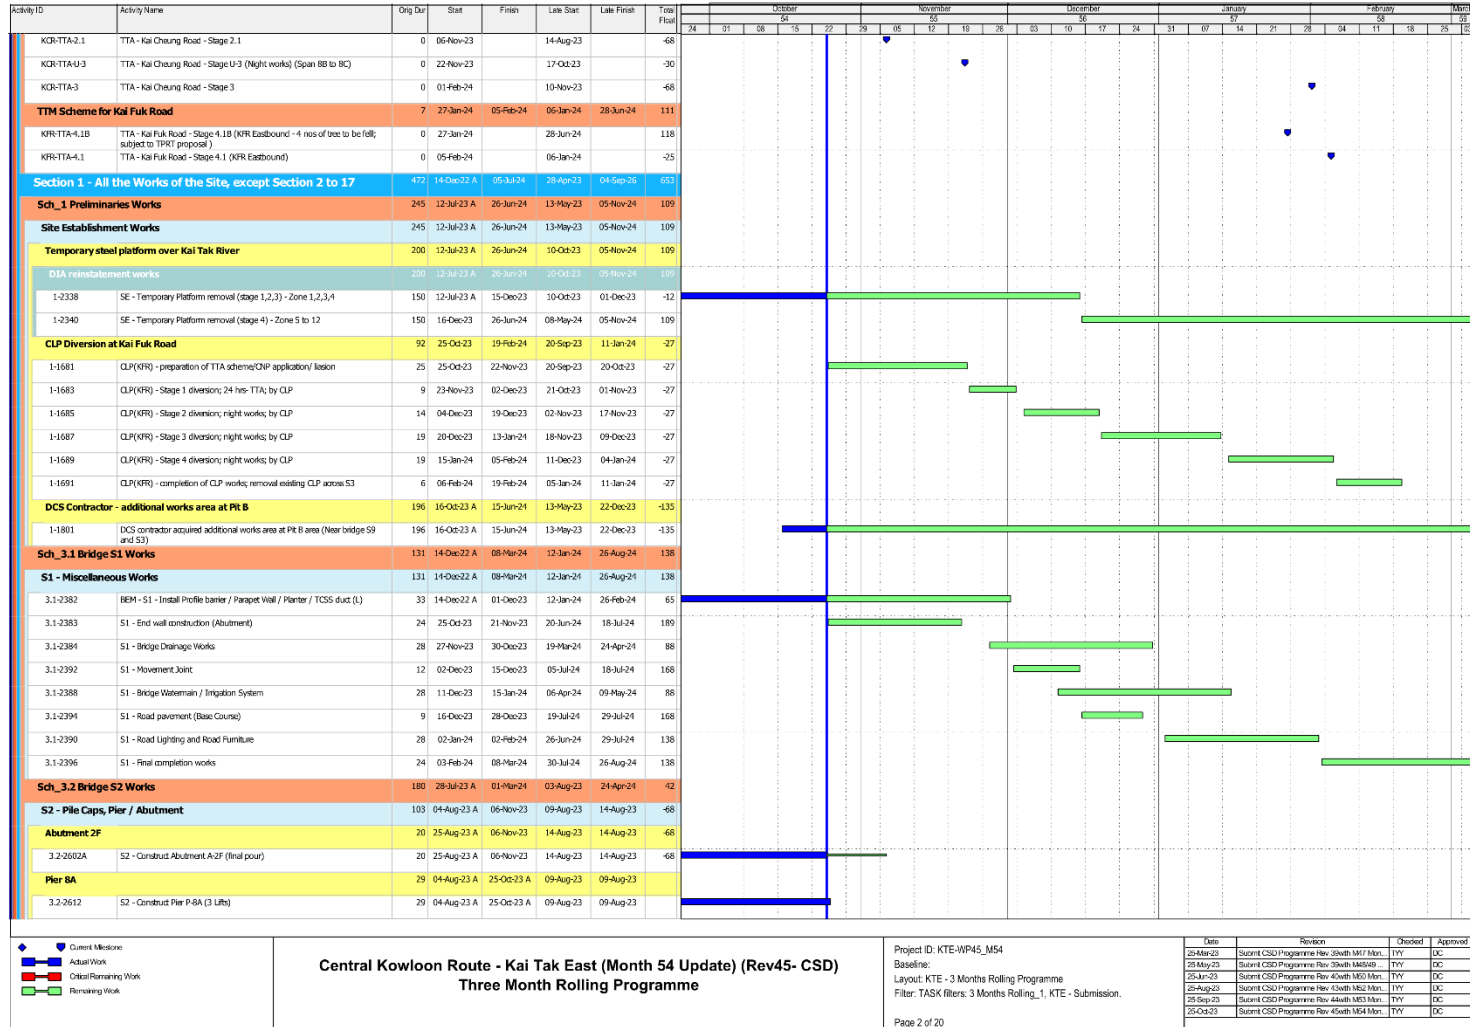 Activity ID Activity Name Orig Dur Start Finish Late Start Late Finish Total Float
October November December January February March
54 55 56 57 58 59
24 01 08 15 22 29 05 12 19 26 03 10 17 24 31 07 14 21 28 04 11 18 25 03
KCR-TTA-2.1 TTA - Kai Cheung Road - Stage 2.1 0 06-Nov-23 14-Aug-23 -68
KCR-TTA-U-3 TTA - Kai Cheung Road - Stage U-3 (Night works) (Span 8B to 8C) 0 22-Nov-23 17-Oct-23 -30
KCR-TTA-3 TTA - Kai Cheung Road - Stage 3 0 01-Feb-24 10-Nov-23 -68
TTM Scheme for Kai Fuk Road 7 27-Jan-24 05-Feb-24 06-Jan-24 28-Jun-24 111
KFR-TTA-4.1B TTA - Kai Fuk Road - Stage 4.1B (KFR Eastbound - 4 nos of tree to be fell; subject to TPRT proposal ) 0 27-Jan-24 28-Jun-24 118
KFR-TTA-4.1 TTA - Kai Fuk Road - Stage 4.1 (KFR Eastbound) 0 05-Feb-24 06-Jan-24 -25
Section 1 - All the Works of the Site, except Section 2 to 17 472 14-Dec-22 A 05-Jul-24 28-Apr-23 04-Sep-26 653
Sch_1 Preliminaries Works 245 12-Jul-23 A 26-Jun-24 13-May-23 05-Nov-24 109
Site Establishment Works 245 12-Jul-23 A 26-Jun-24 13-May-23 05-Nov-24 109
Temporary steel platform over Kai Tak River 200 12-Jul-23 A 26-Jun-24 10-Oct-23 05-Nov-24 109
DIA reinstatement works 200 12-Jul-23 A 26-Jun-24 10-Oct-23 05-Nov-24 109
1-2338 SE - Temporary Platform removal (stage 1,2,3) - Zone 1,2,3,4 150 12-Jul-23 A 15-Dec-23 10-Oct-23 01-Dec-23 -12
1-2340 SE - Temporary Platform removal (stage 4) - Zone 5 to 12 150 16-Dec-23 26-Jun-24 08-May-24 05-Nov-24 109
CLP Diversion at Kai Fuk Road 92 25-Oct-23 19-Feb-24 20-Sep-23 11-Jan-24 -27
1-1681 CLP(KFR) - preparation of TTA scheme/CNP application/ liasion 25 25-Oct-23 22-Nov-23 20-Sep-23 20-Oct-23 -27
1-1683 CLP(KFR) - Stage 1 diversion; 24 hrs- TTA; by CLP 9 23-Nov-23 02-Dec-23 21-Oct-23 01-Nov-23 -27
1-1685 CLP(KFR) - Stage 2 diversion; night works; by CLP 14 04-Dec-23 19-Dec-23 02-Nov-23 17-Nov-23 -27
1-1687 CLP(KFR) - Stage 3 diversion; night works; by CLP 19 20-Dec-23 13-Jan-24 18-Nov-23 09-Dec-23 -27
1-1689 CLP(KFR) - Stage 4 diversion; night works; by CLP 19 15-Jan-24 05-Feb-24 11-Dec-23 04-Jan-24 -27
1-1691 CLP(KFR) - completion of CLP works; removal existing CLP across S3 6 06-Feb-24 19-Feb-24 05-Jan-24 11-Jan-24 -27
DCS Contractor - additional works area at Pit B 196 16-Oct-23 A 15-Jun-24 13-May-23 22-Dec-23 -135
1-1801 DCS contractor acquired additional works area at Pit B area (Near bridge S9 and S3) 196 16-Oct-23 A 15-Jun-24 13-May-23 22-Dec-23 -135
Sch_3.1 Bridge S1 Works 131 14-Dec-22 A 08-Mar-24 12-Jan-24 26-Aug-24 138
S1 - Miscellaneous Works 131 14-Dec-22 A 08-Mar-24 12-Jan-24 26-Aug-24 138
3.1-2382 BEM - S1 - Install Profile barrier / Parapet Wall / Planter / TCSS duct (L) 33 14-Dec-22 A 01-Dec-23 12-Jan-24 26-Feb-24 65
3.1-2383 S1 - End wall construction (Abutment) 24 25-Oct-23 21-Nov-23 20-Jun-24 18-Jul-24 189
3.1-2384 S1 - Bridge Drainage Works 28 27-Nov-23 30-Dec-23 19-Mar-24 24-Apr-24 88
3.1-2392 S1 - Movement Joint 12 02-Dec-23 15-Dec-23 05-Jul-24 18-Jul-24 168
3.1-2388 S1 - Bridge Watermain / Irrigation System 28 11-Dec-23 15-Jan-24 06-Apr-24 09-May-24 88
3.1-2394 S1 - Road pavement (Base Course) 9 16-Dec-23 28-Dec-23 19-Jul-24 29-Jul-24 168
3.1-2390 S1 - Road Lighting and Road Furniture 28 02-Jan-24 02-Feb-24 26-Jun-24 29-Jul-24 138
3.1-2396 S1 - Final completion works 24 03-Feb-24 08-Mar-24 30-Jul-24 26-Aug-24 138
Sch_3.2 Bridge S2 Works 180 28-Jul-23 A 01-Mar-24 03-Aug-23 24-Apr-24 42
S2 - Pile Caps, Pier / Abutment 103 04-Aug-23 A 06-Nov-23 09-Aug-23 14-Aug-23 -68
Abutment 2F 20 25-Aug-23 A 06-Nov-23 14-Aug-23 14-Aug-23 -68
3.2-2602A S2 - Construct Abutment A-2F (final pour) 20 25-Aug-23 A 06-Nov-23 14-Aug-23 14-Aug-23 -68
Pier 8A 29 04-Aug-23 A 25-Oct-23 A 09-Aug-23 09-Aug-23
3.2-2612 S2 - Construct Pier P-8A (3 Lifts) 29 04-Aug-23 A 25-Oct-23 A 09-Aug-23 09-Aug-23
Current Milestone
Actual Work
Critical Remaining Work
Remaining Work
Central Kowloon Route - Kai Tak East (Month 54 Update) (Rev45- CSD)
Three Month Rolling Programme
Project ID: KTE-WP45_M54
Baseline:
Layout: KTE - 3 Months Rolling Programme
Filter: TASK filters: 3 Months Rolling_1, KTE - Submission.
Page 2 of 20
Date Revision Checked Approved
25-Mar-23 Submit CSD Programme Rev 39with M47 Mon... TYY DC
25-May-23 Submit CSD Programme Rev 39with M48/49 ... TYY DC
25-Jun-23 Submit CSD Programme Rev 40with M50 Mon... TYY DC
25-Aug-23 Submit CSD Programme Rev 43with M52 Mon... TYY DC
25-Sep-23 Submit CSD Programme Rev 44with M53 Mon... TYY DC
25-Oct-23 Submit CSD Programme Rev 45with M54 Mon... TYY DC